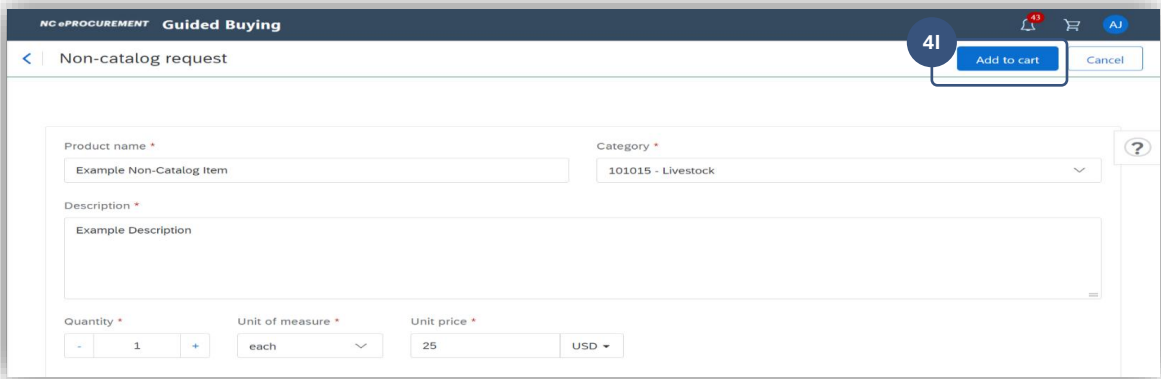 NC ePROCUREMENT Guided Buying 43 AJ
4l
Non-catalog request Add to cart Cancel
?
Product name * Category *
Example Non-Catalog Item 101015 - Livestock
Description *
Example Description
Quantity * Unit of measure * Unit price *
- 1 + each 25 USD